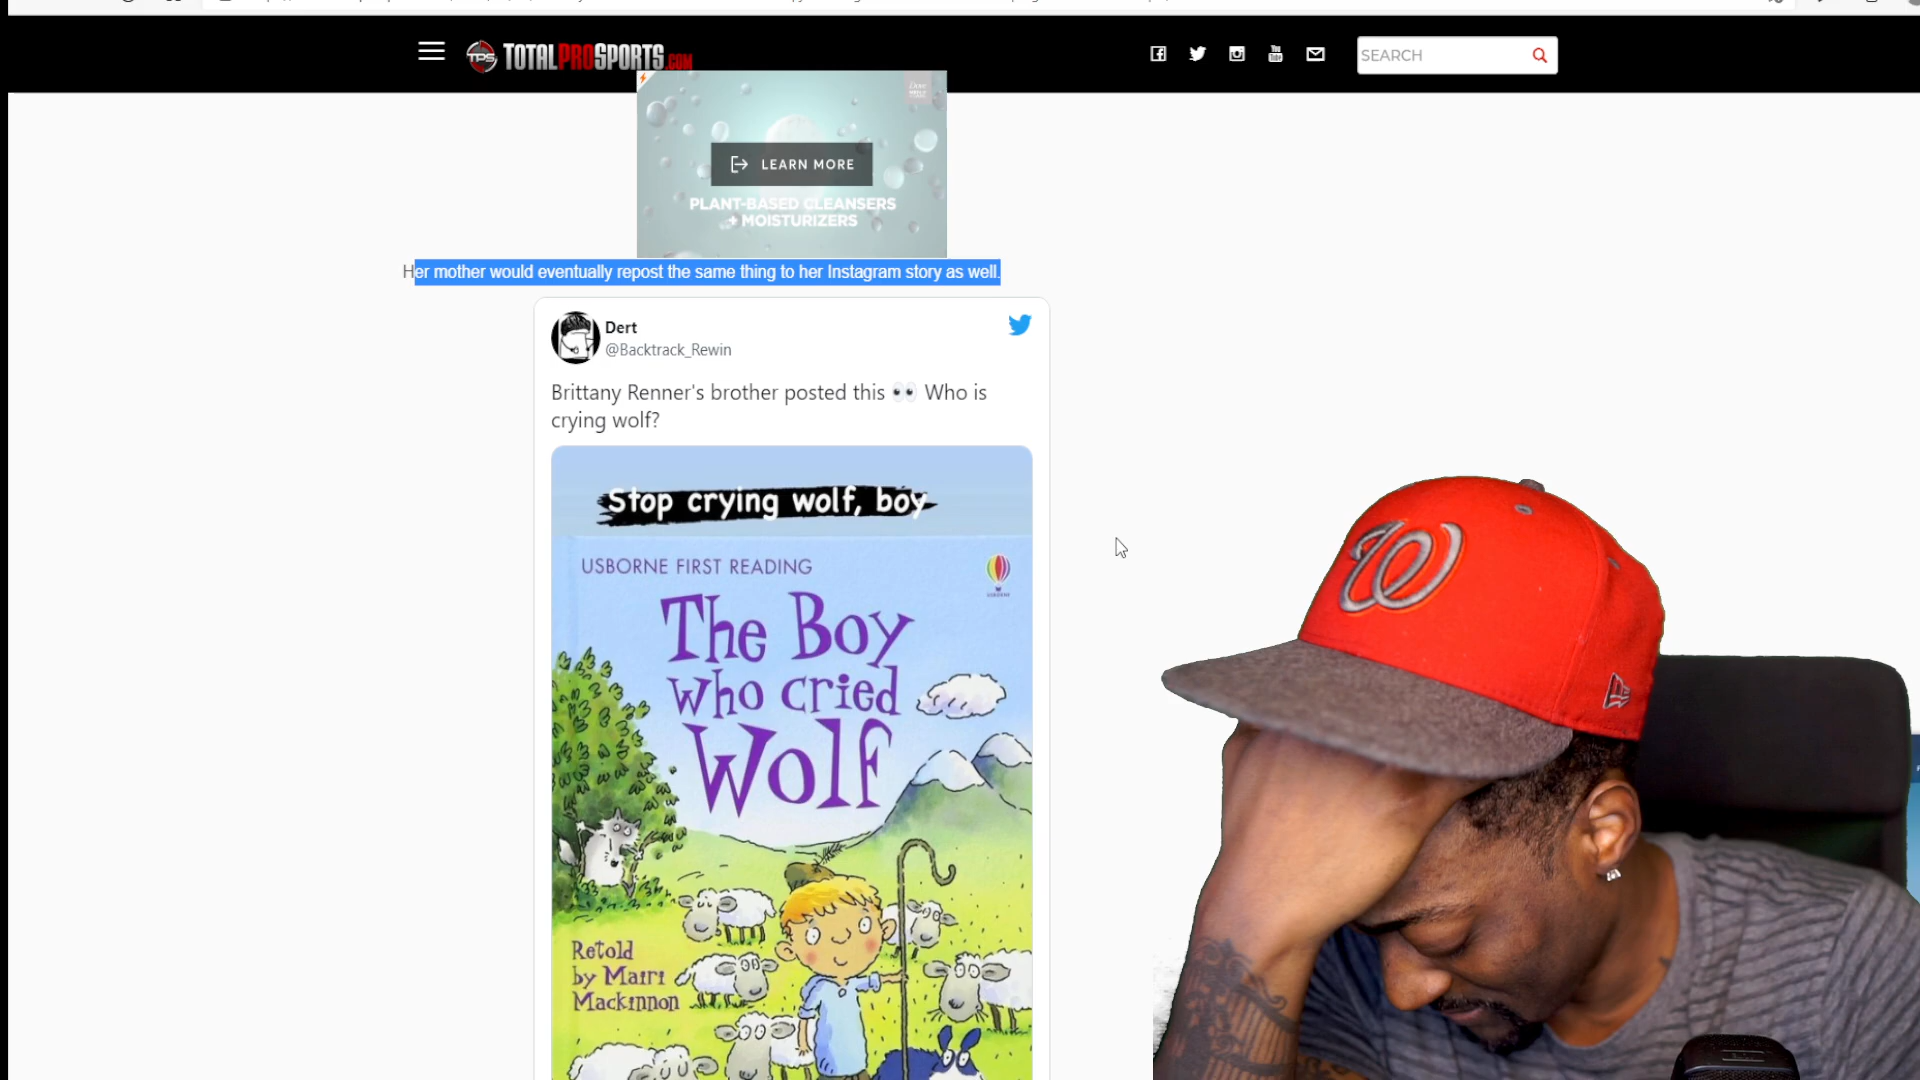 TPS TOTALPROSPORTS.COM
SEARCH
LEARN MORE
PLANT-BASED CLEANSERS
+ MOISTURIZERS
Her mother would eventually repost the same thing to her Instagram story as well.
Dert
@Backtrack_Rewin
Brittany Renner's brother posted this 👀 Who is
crying wolf?
Stop crying wolf, boy
USBORNE FIRST READING
The Boy
who cried
Wolf
Retold
by Mairi
Mackinnon
W